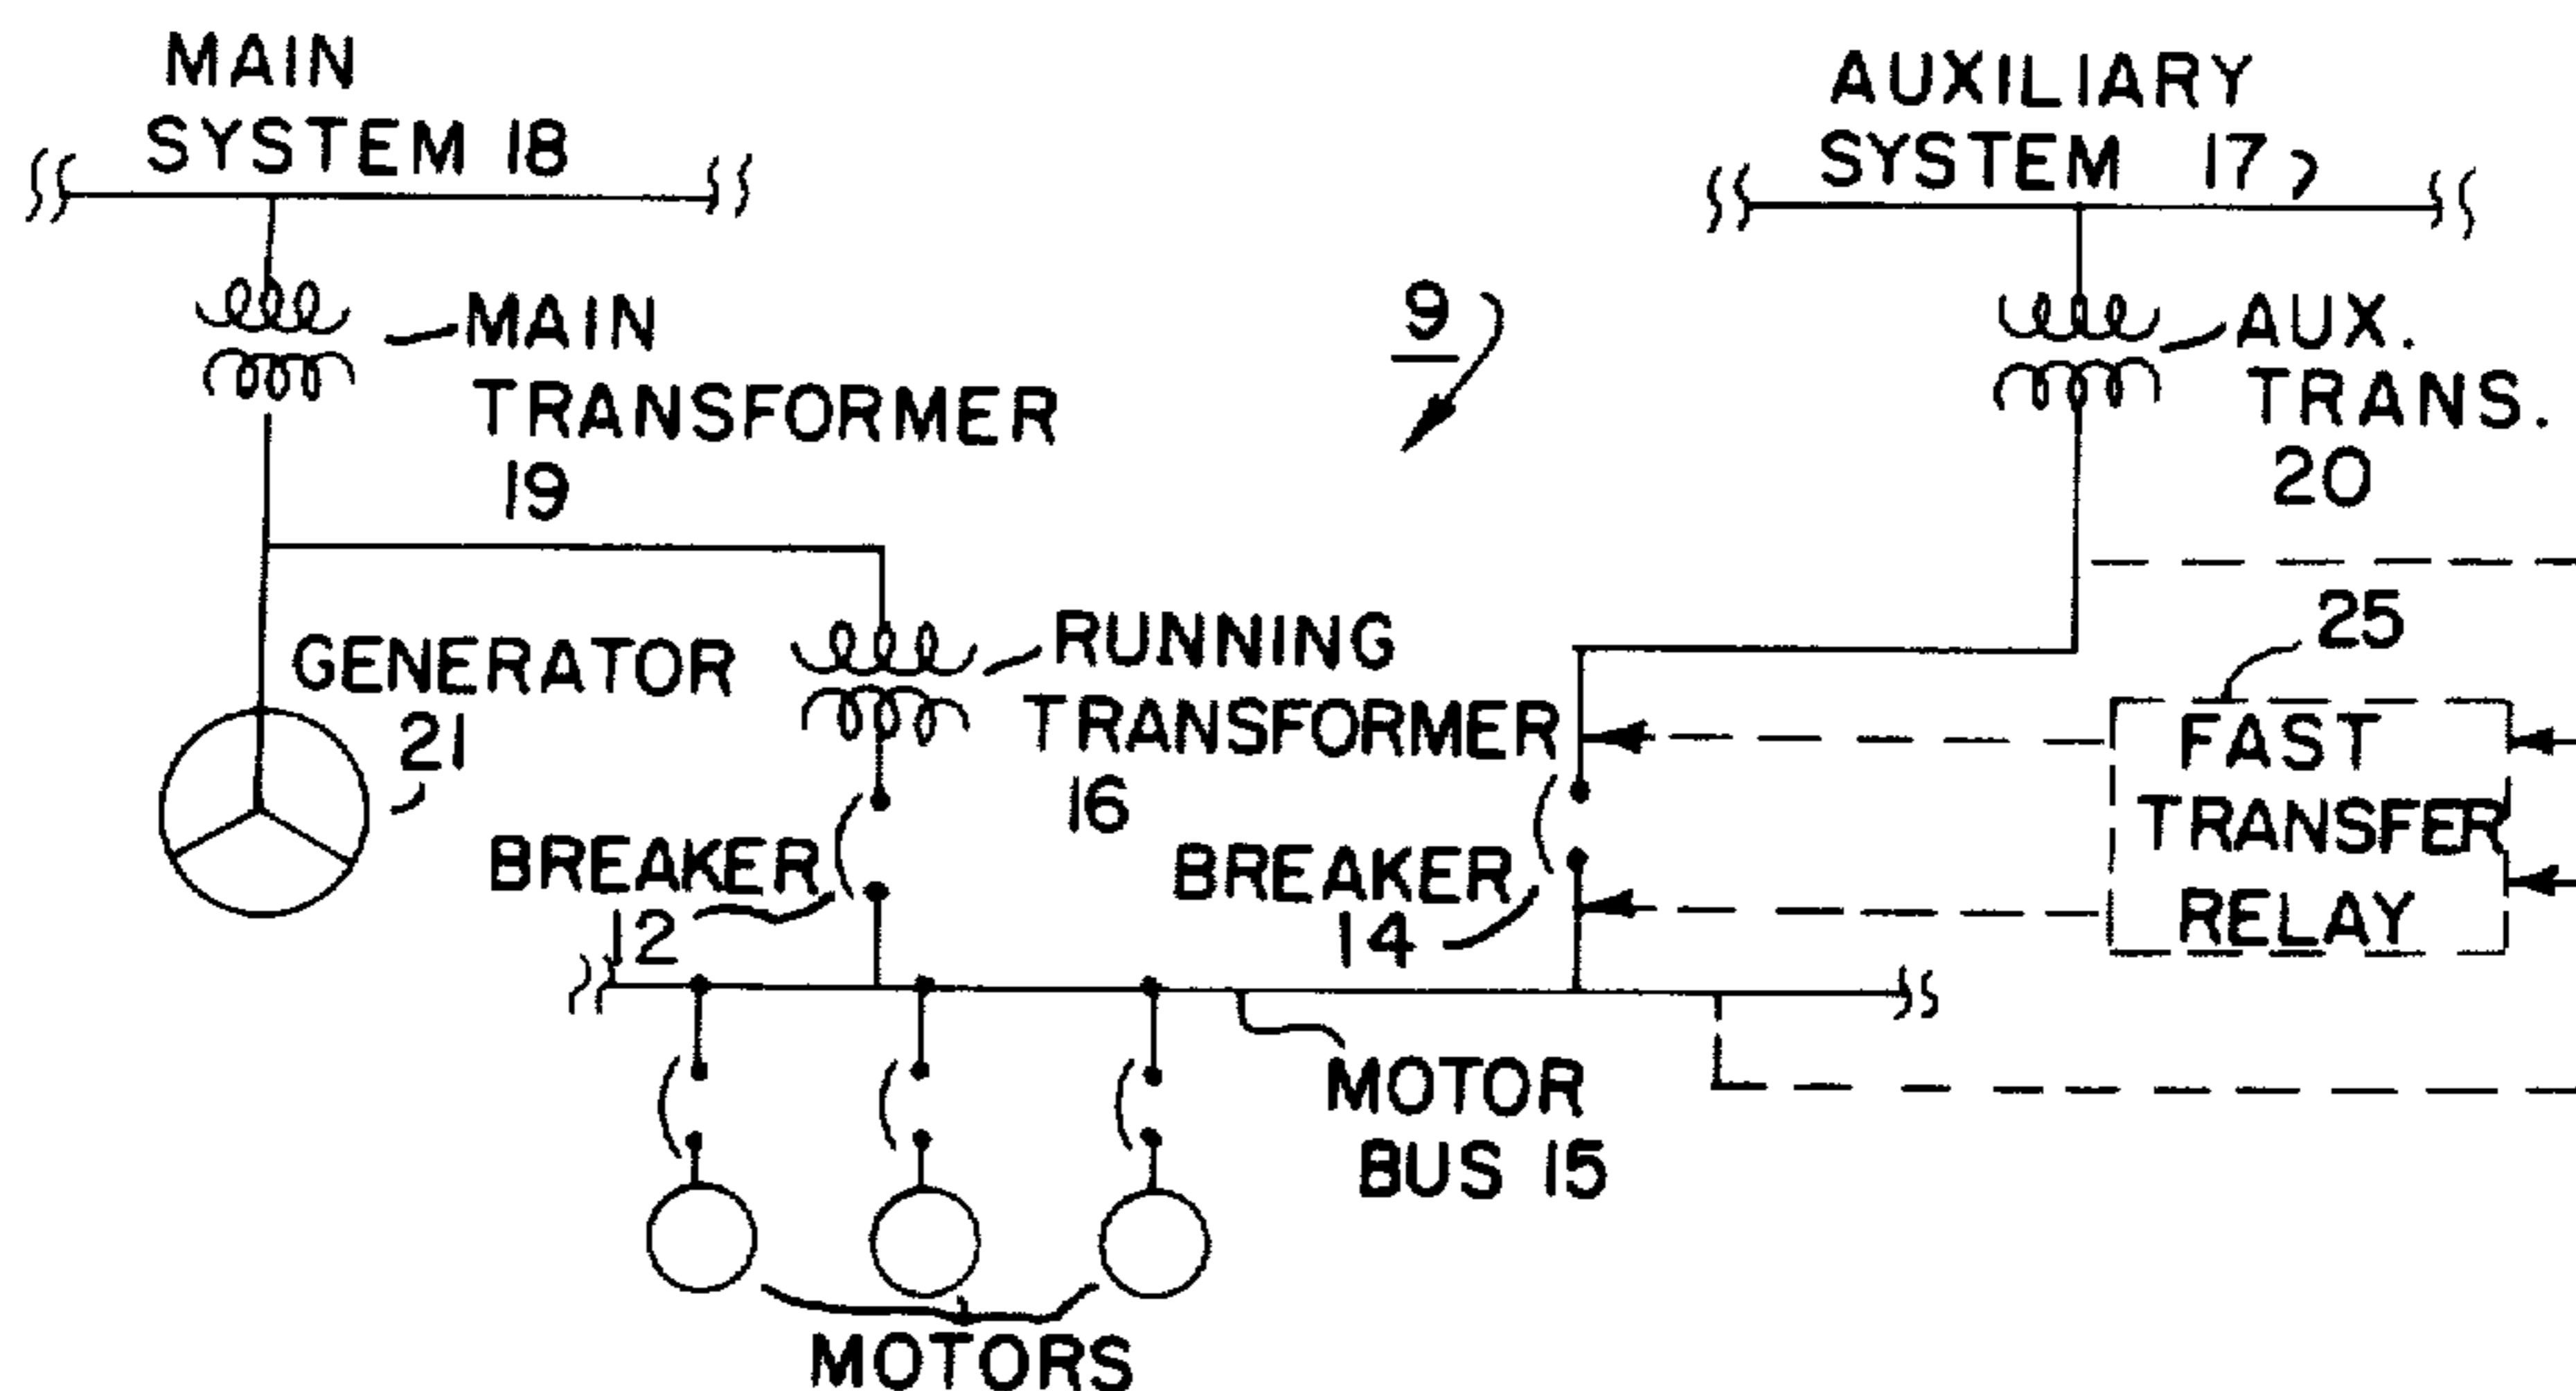 MAIN
SYSTEM 18
AUXILIARY
SYSTEM 17
MAIN
TRANSFORMER
19
9
AUX.
TRANS.
20
GENERATOR
21
RUNNING
TRANSFORMER
16
25
FAST
TRANSFER
RELAY
BREAKER
12
BREAKER
14
MOTOR
BUS 15
MOTORS